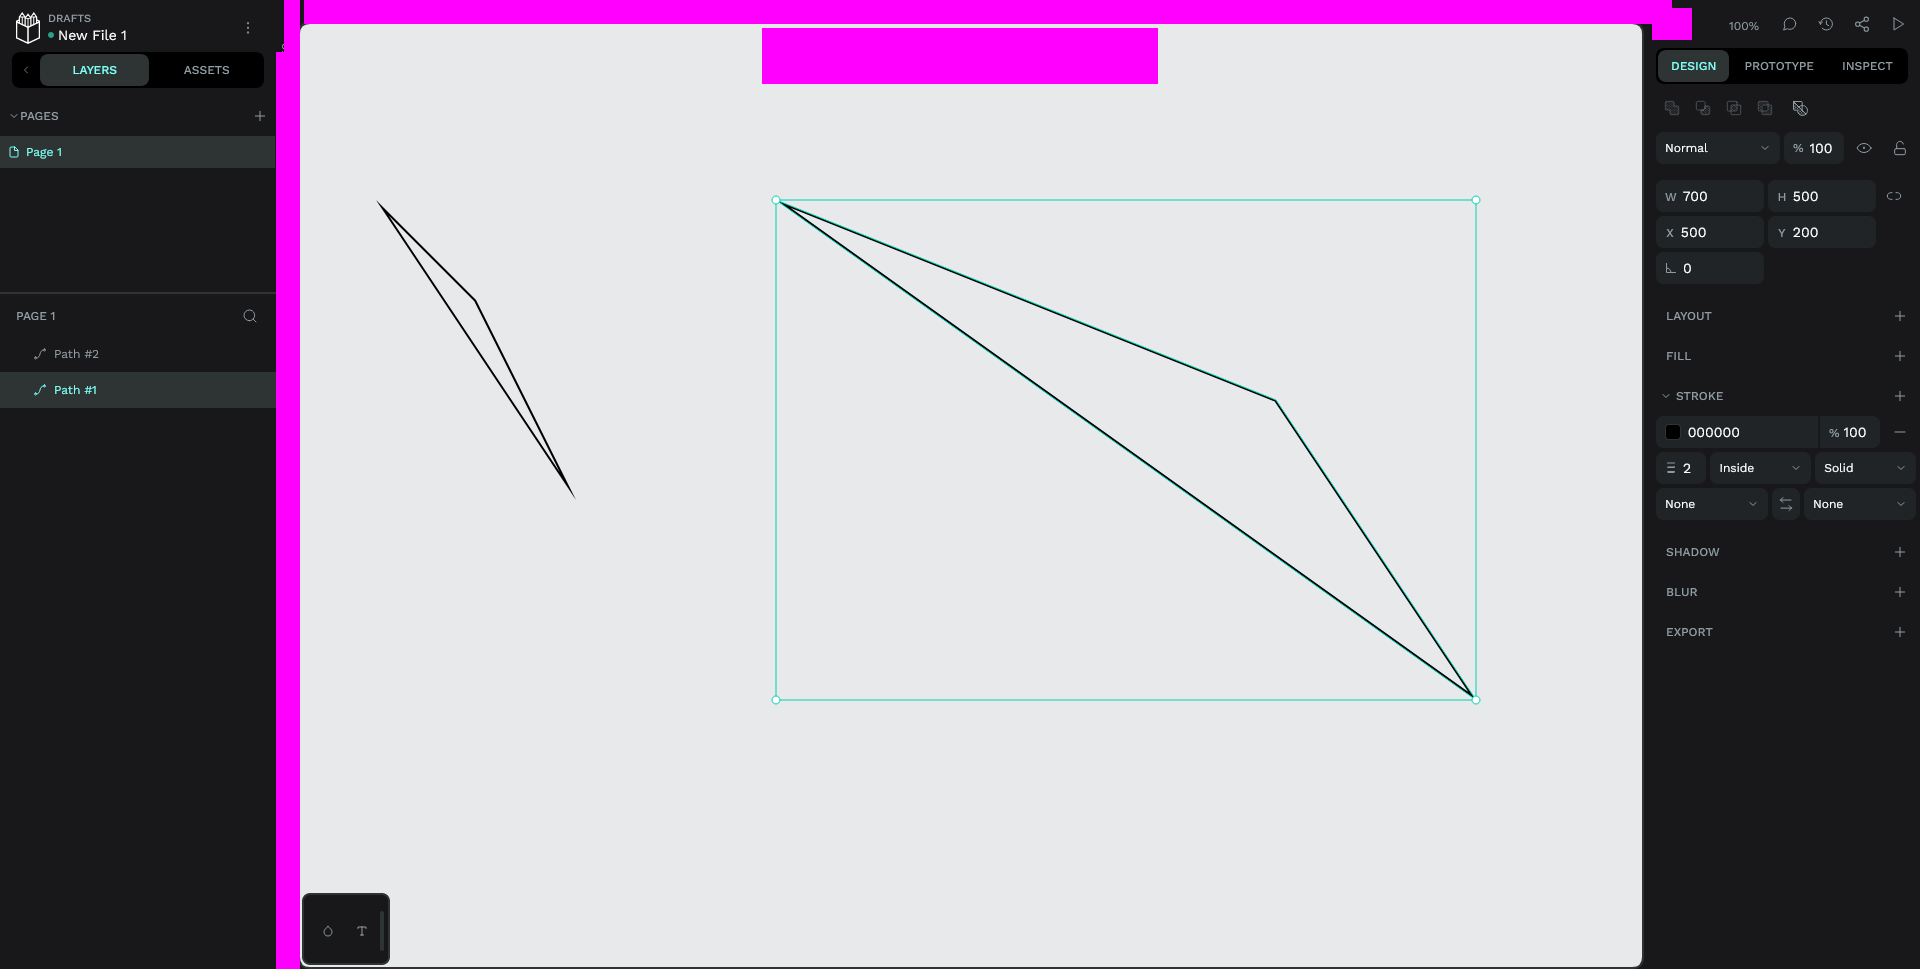 DRAFTS
New File 1
LAYERS
ASSETS
PAGES
Page 1
PAGE 1
Path #2
Path #1
100%
DESIGN
PROTOTYPE
INSPECT
Normal
% 100
W 700
H 500
X 500
Y 200
0
LAYOUT
FILL
STROKE
000000
% 100
2
Inside
Solid
None
None
SHADOW
BLUR
EXPORT
T